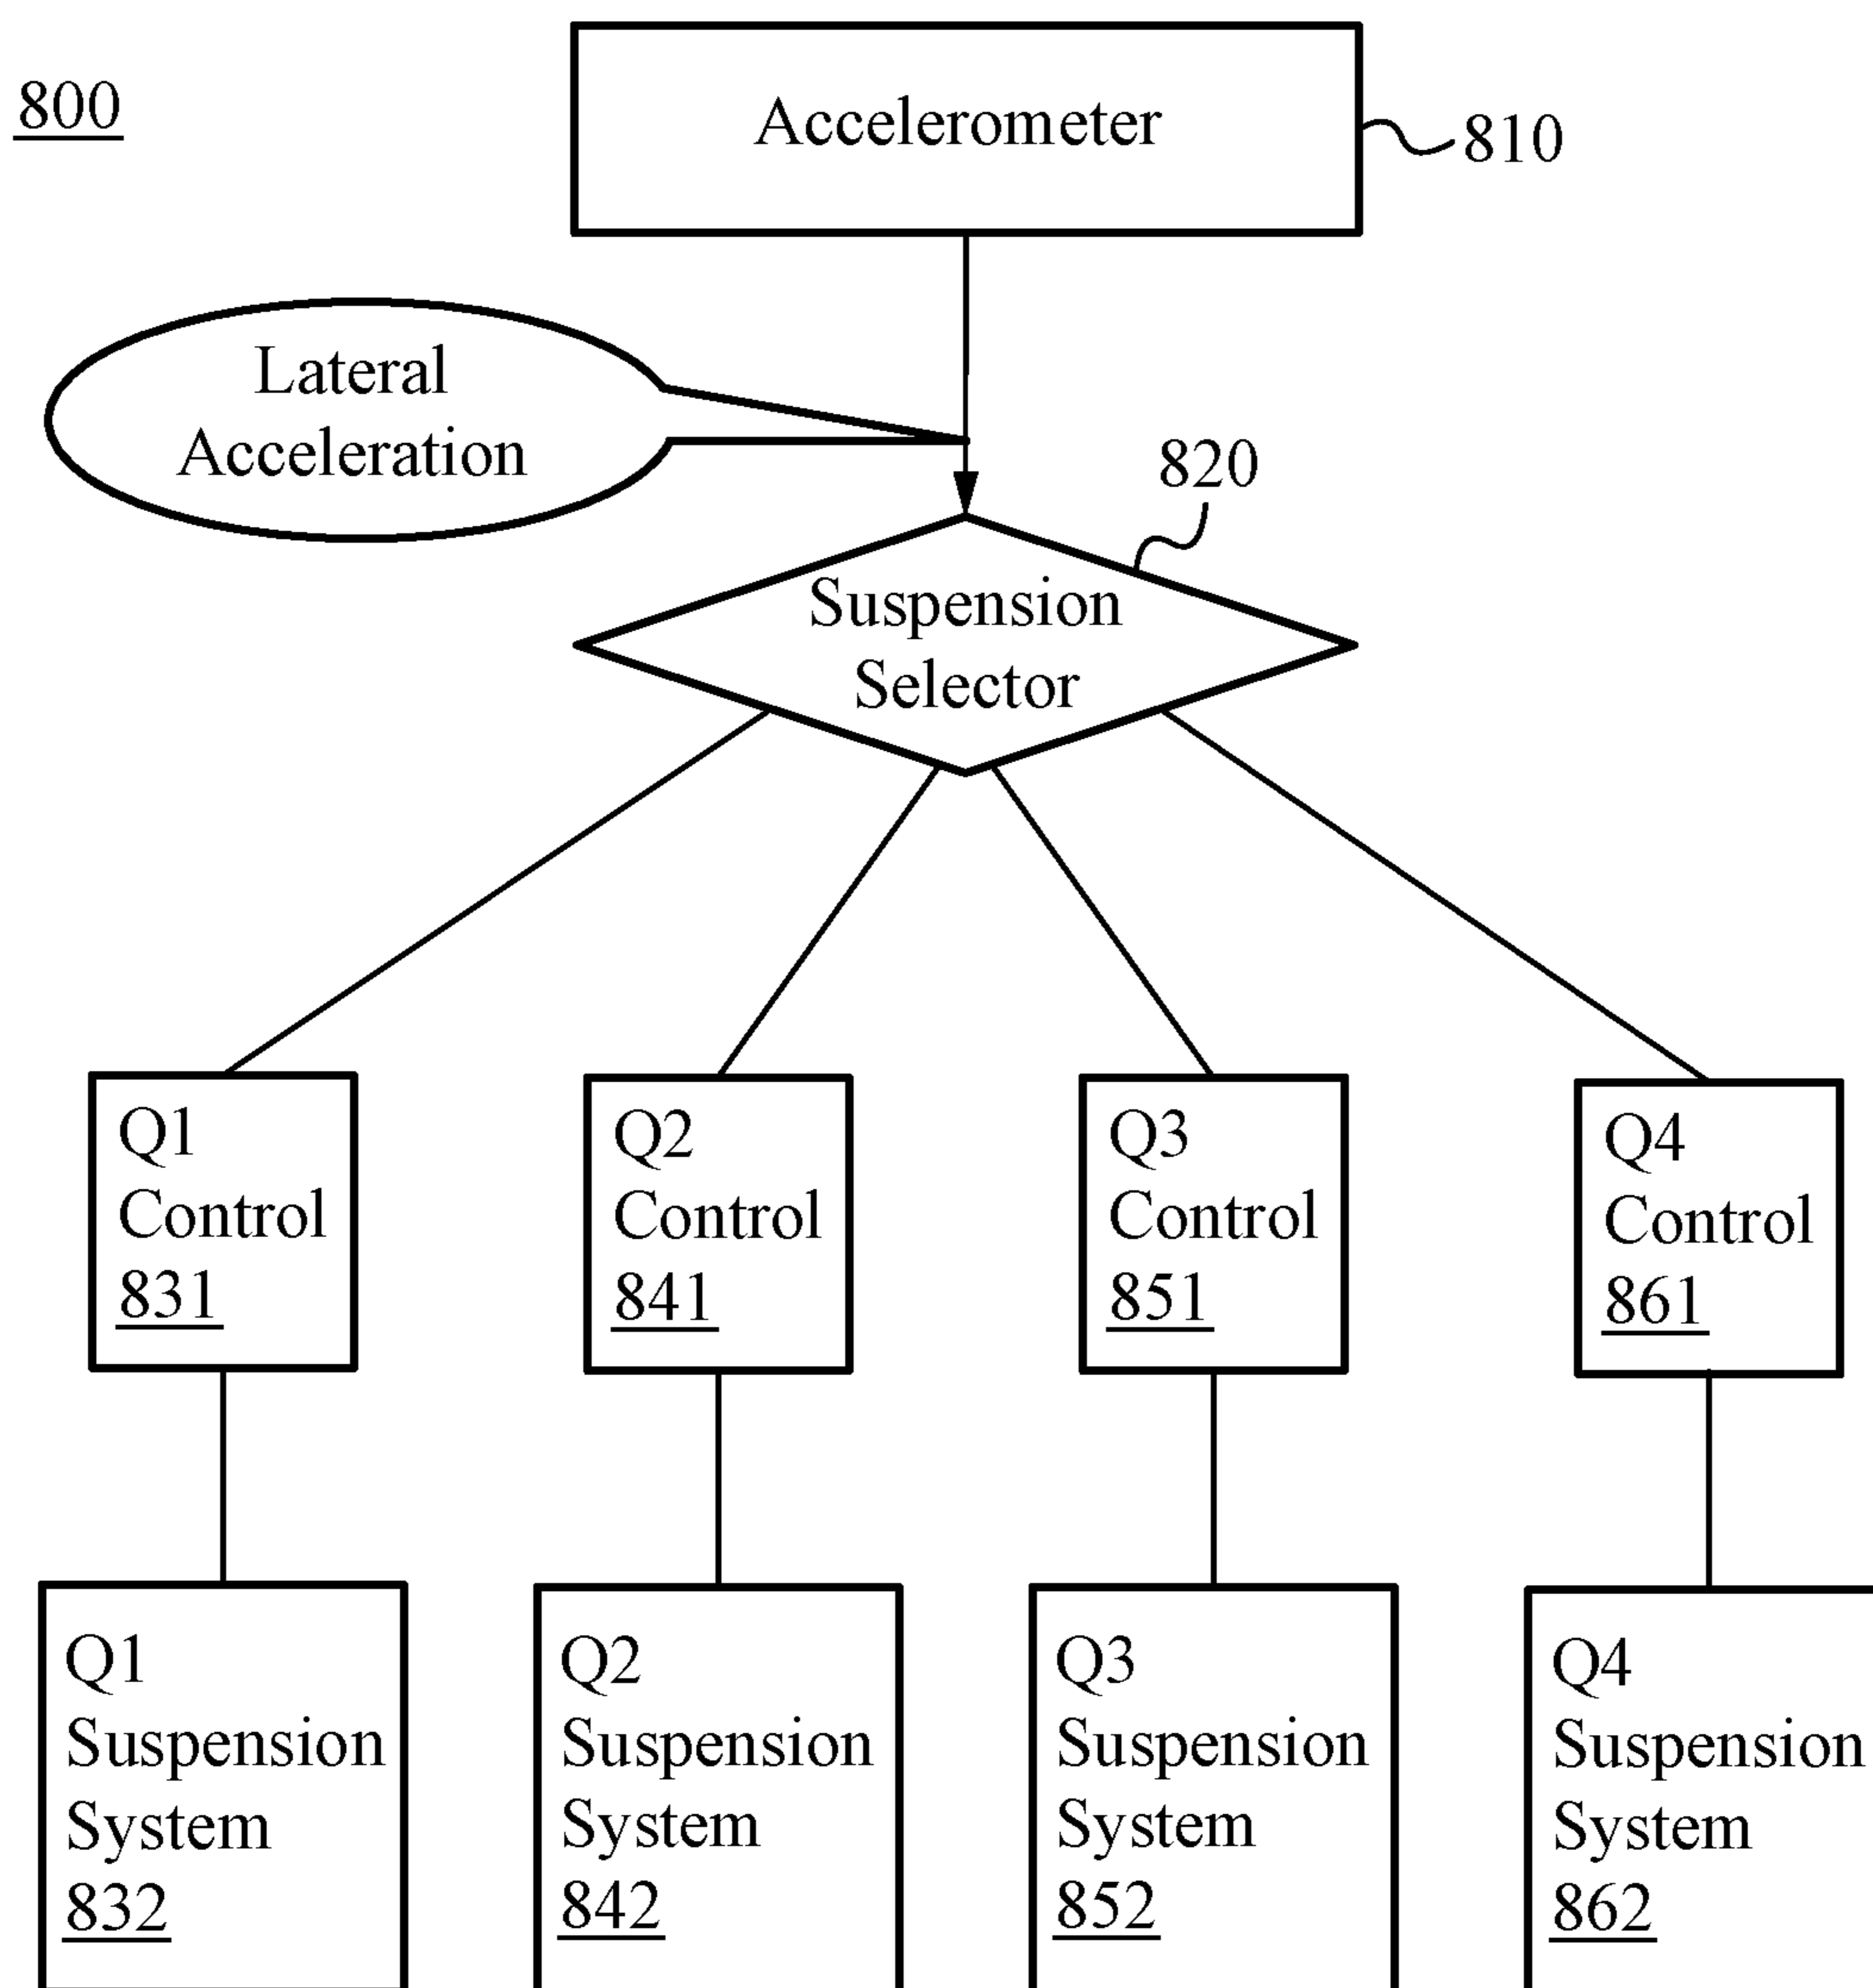 800
Accelerometer
810
Lateral
Acceleration
820
Suspension
Selector
Q1
Control
831
Q2
Control
841
Q3
Control
851
Q4
Control
861
Q1
Suspension
System
832
Q2
Suspension
System
842
Q3
Suspension
System
852
Q4
Suspension
System
862